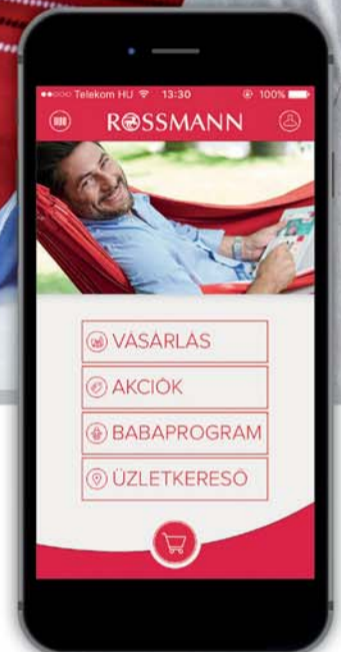 Telekom HU 13:30 100%
ROSSMANN
VÁSÁRLÁS
AKCIÓK
BABAPROGRAM
ÜZLETKERESŐ